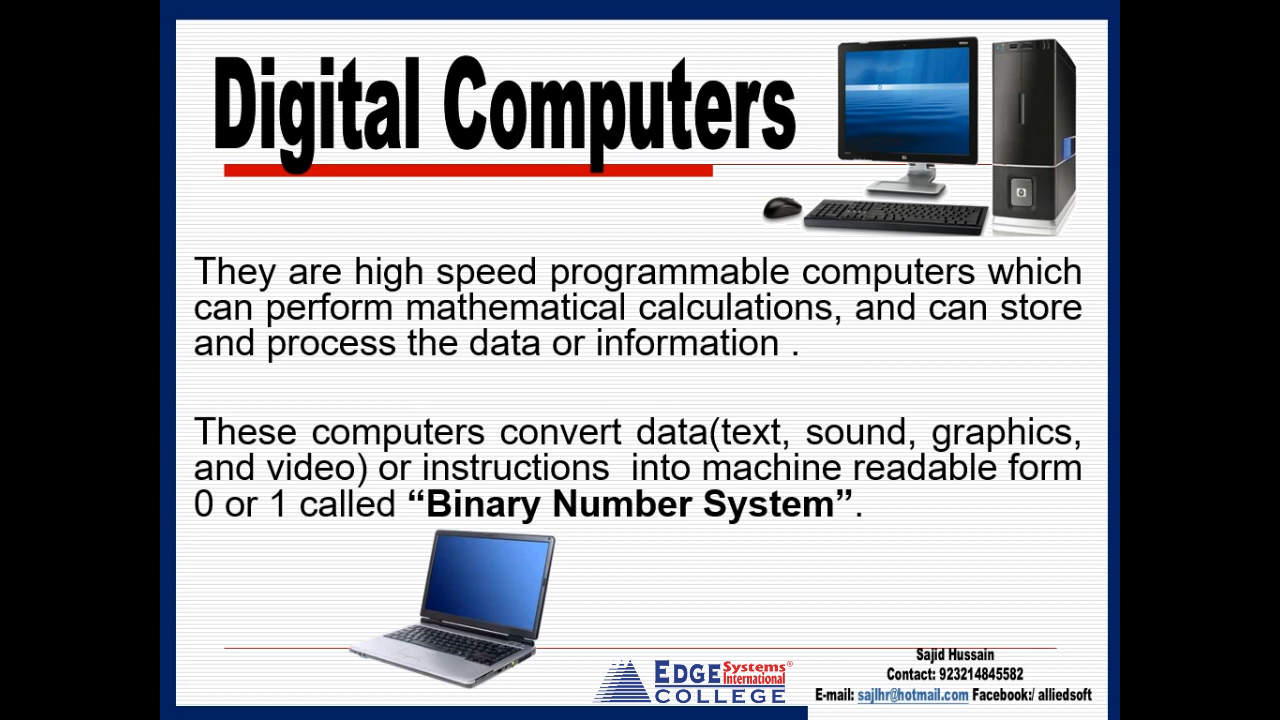 Digital Computers
They are high speed programmable computers which
can perform mathematical calculations, and can store
and process the data or information .
These computers convert data(text, sound, graphics,
and video) or instructions  into machine readable form
0 or 1 called “Binary Number System”.
EDGE Systems® International
COLLEGE
Sajid Hussain
Contact: 923214845582
E-mail: sajlhr@hotmail.com Facebook:/ alliedsoft